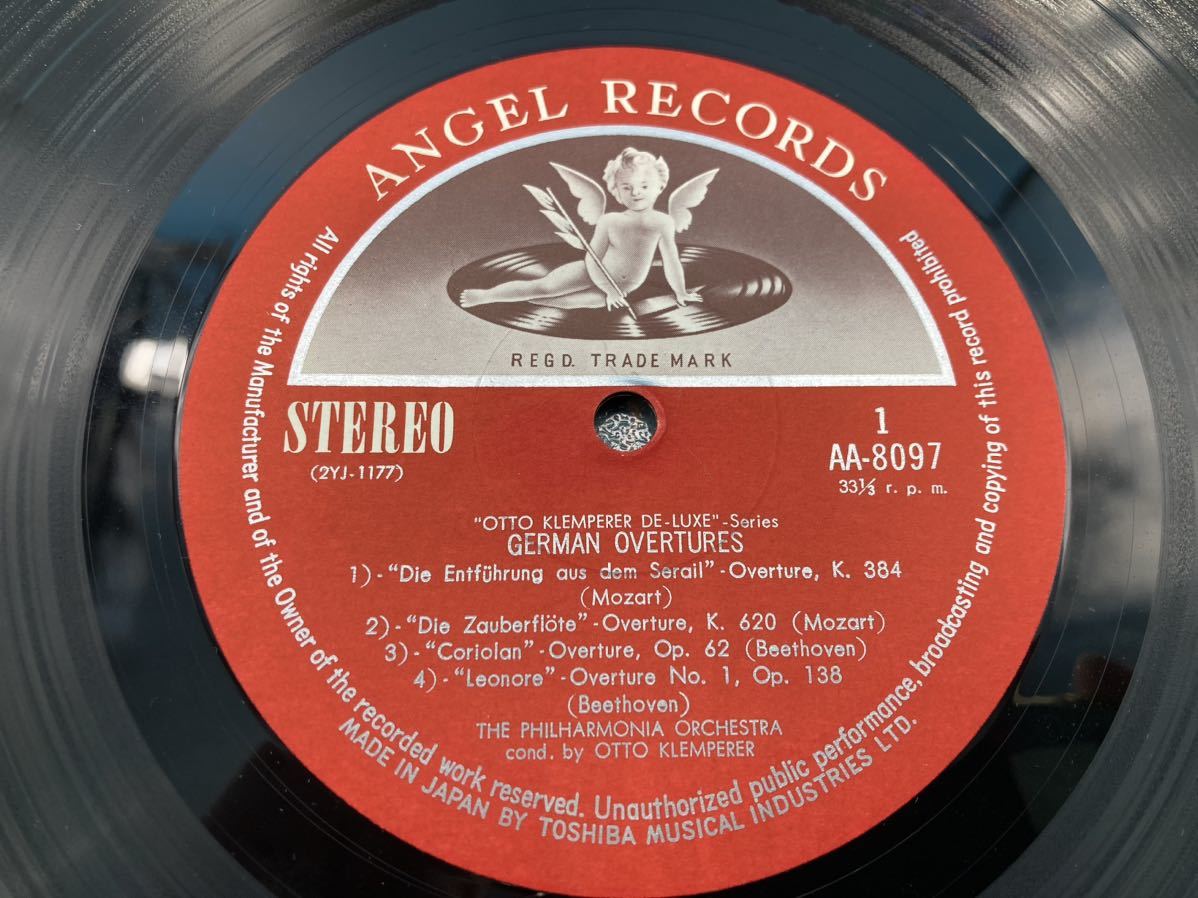 ANGEL RECORDS
REGD. TRADE MARK
STEREO
(2YJ-1177)
1
AA-8097
33⅓ r. p. m.
"OTTO KLEMPERER DE-LUXE"-Series
GERMAN OVERTURES
1)-"Die Entführung aus dem Serail"-Overture, K. 384
(Mozart)
2)-"Die Zauberflöte"-Overture, K. 620 (Mozart)
3)-"Coriolan"-Overture, Op. 62 (Beethoven)
4)-"Leonore"-Overture No. 1, Op. 138
(Beethoven)
THE PHILHARMONIA ORCHESTRA
cond. by OTTO KLEMPERER
All rights of the Manufacturer and of the Owner of the recorded work reserved. Unauthorized public performance, broadcasting and copying of this record prohibited
MADE IN JAPAN BY TOSHIBA MUSICAL INDUSTRIES LTD.